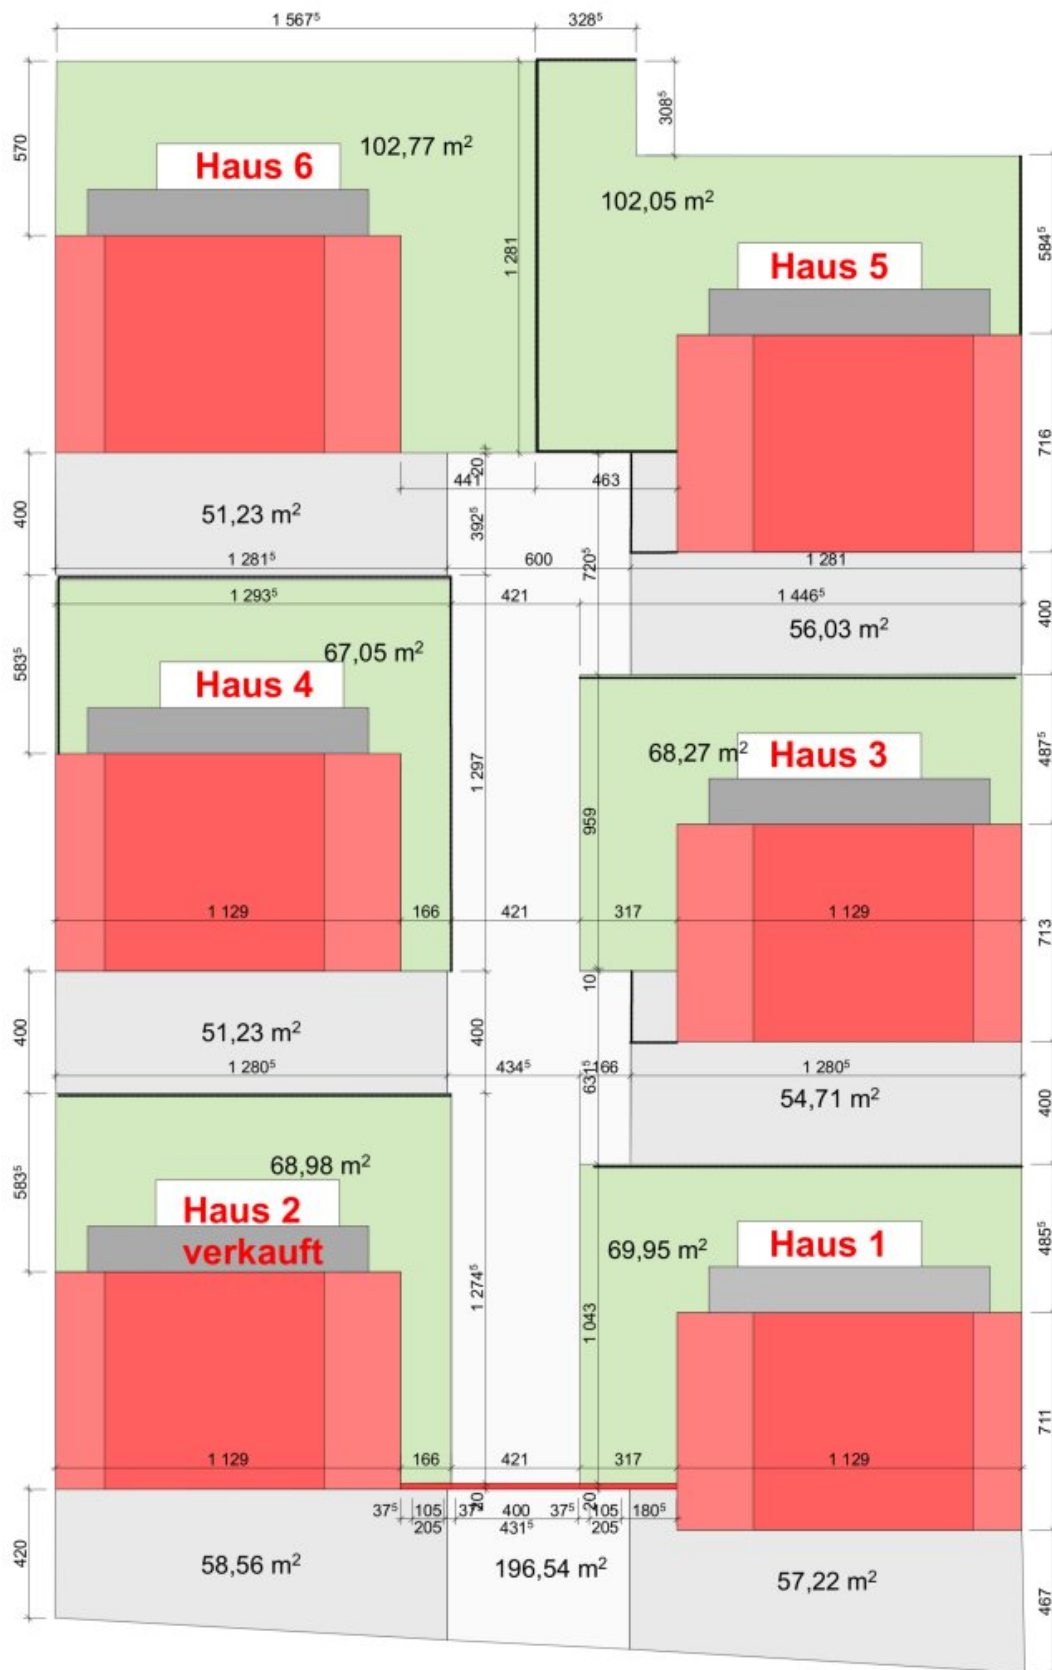 1 567⁵ 328⁵
570
308⁵
102,77 m²
Haus 6
102,05 m²
584⁵
1 281
Haus 5
716
20
441 463
400
51,23 m²
392⁵
720⁵
1 281⁵ 600 1 281
1 293⁵ 421 1 446⁵
400
56,03 m²
583⁵
67,05 m²
Haus 4
68,27 m²
Haus 3
487⁵
1 297
959
1 129 166 421 317 1 129
713
10
400
51,23 m²
400
631⁵
1 280⁵ 434⁵ 166 1 280⁵
54,71 m²
400
583⁵
68,98 m²
Haus 2
verkauft
69,95 m²
Haus 1
485⁵
1 274⁵
1 043
711
1 129 166 421 317 1 129
20 20
37⁵ 105 37⁵ 400 37⁵ 105 180⁵
205 431⁵ 205
420
58,56 m²
196,54 m²
57,22 m²
467